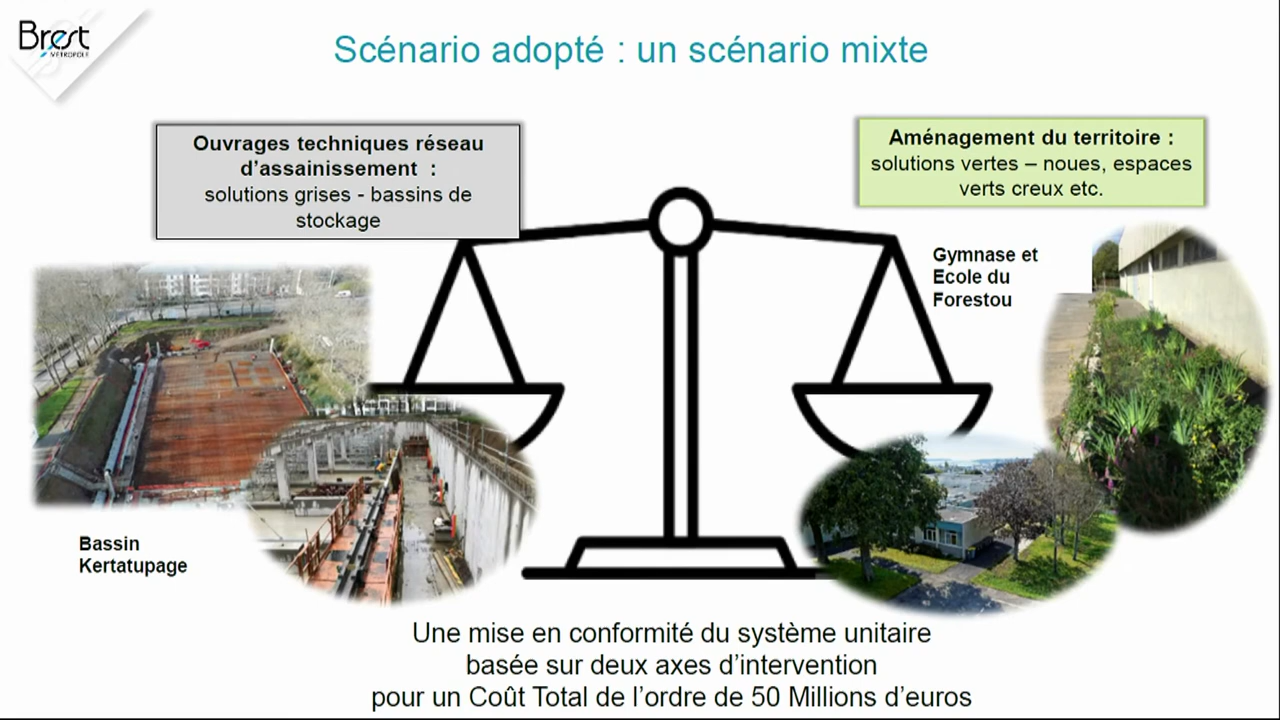 Brest
MÉTROPOLE
Scénario adopté : un scénario mixte
Ouvrages techniques réseau
d’assainissement :
solutions grises - bassins de
stockage
Aménagement du territoire :
solutions vertes – noues, espaces
verts creux etc.
Gymnase et
Ecole du
Forestou
Bassin
Kertatupage
Une mise en conformité du système unitaire
basée sur deux axes d’intervention
pour un Coût Total de l’ordre de 50 Millions d’euros